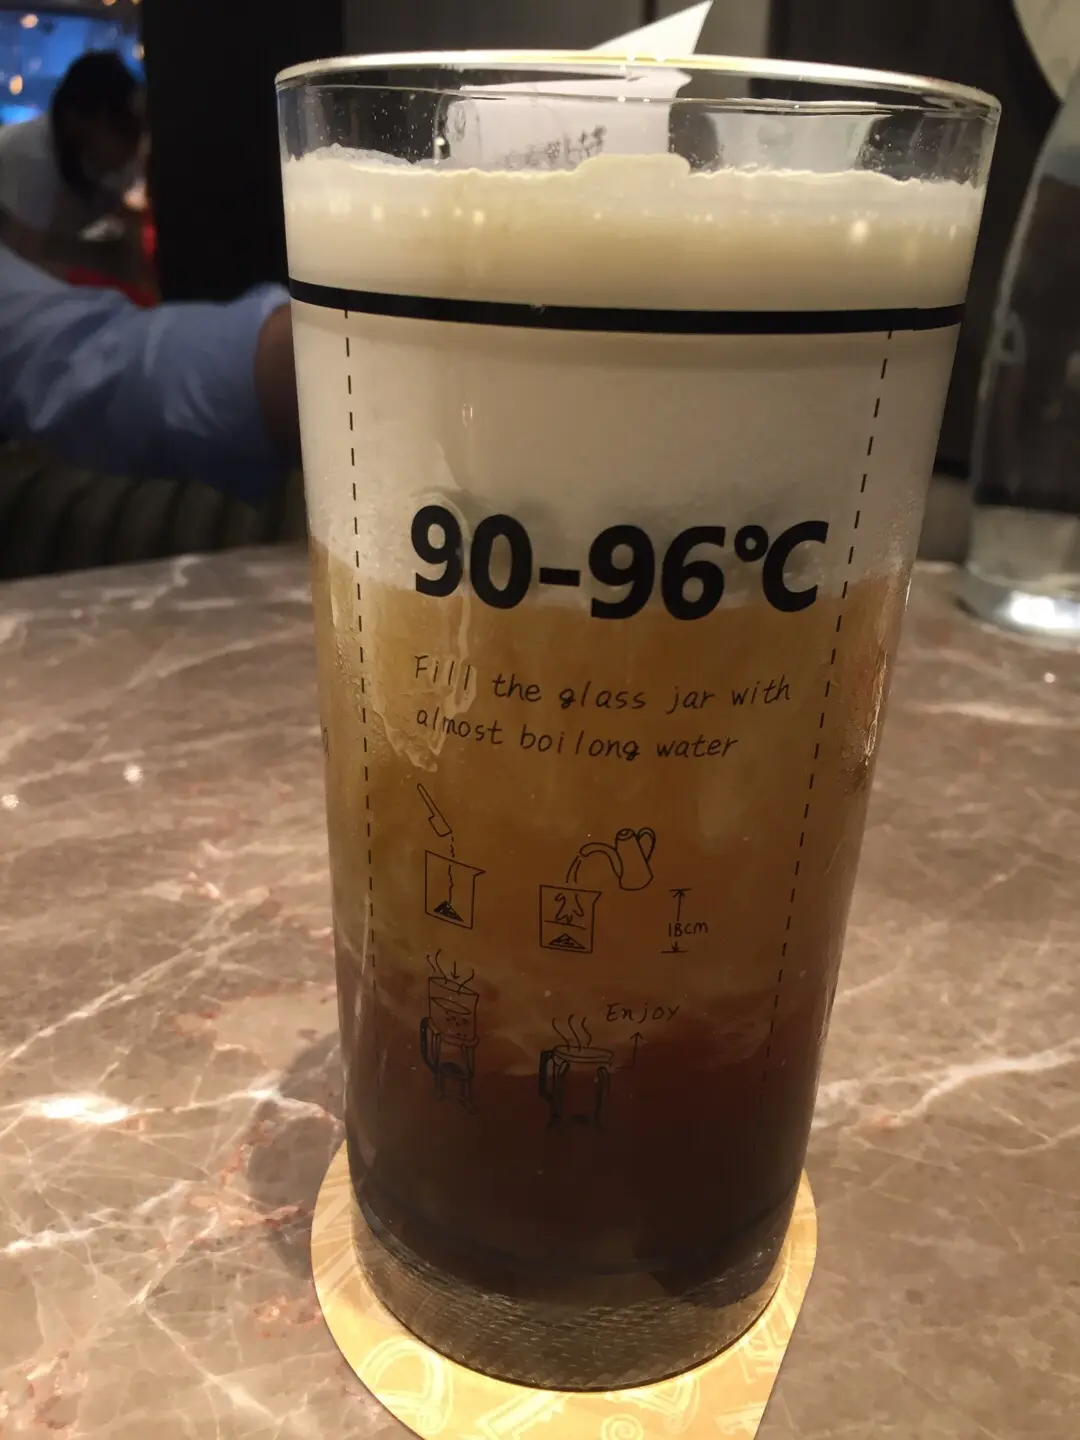 90-96°C
Fill the glass jar with
almost boilong water
18cm
Enjoy